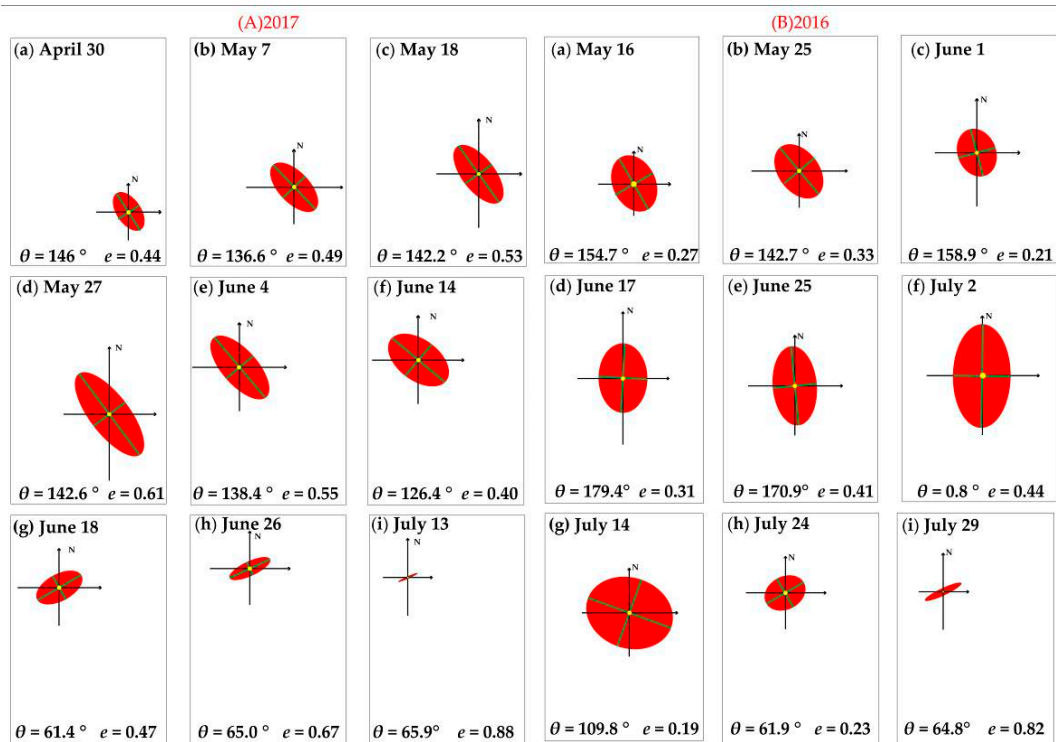 (A)2017
(a) April 30
N
θ = 146 ° e = 0.44
(b) May 7
N
θ = 136.6 ° e = 0.49
(c) May 18
N
θ = 142.2 ° e = 0.53
(d) May 27
N
θ = 142.6 ° e = 0.61
(e) June 4
N
θ = 138.4 ° e = 0.55
(f) June 14
N
θ = 126.4 ° e = 0.40
(g) June 18
N
θ = 61.4 ° e = 0.47
(h) June 26
N
θ = 65.0 ° e = 0.67
(i) July 13
N
θ = 65.9° e = 0.88
(B)2016
(a) May 16
N
θ = 154.7° e = 0.27
(b) May 25
N
θ = 142.7° e = 0.33
(c) June 1
N
θ = 158.9° e = 0.21
(d) June 17
N
θ = 179.4° e = 0.31
(e) June 25
N
θ = 170.9° e = 0.41
(f) July 2
N
θ = 0.8° e = 0.44
(g) July 14
N
θ = 109.8 ° e = 0.19
(h) July 24
N
θ = 61.9 ° e = 0.23
(i) July 29
N
θ = 64.8° e = 0.82